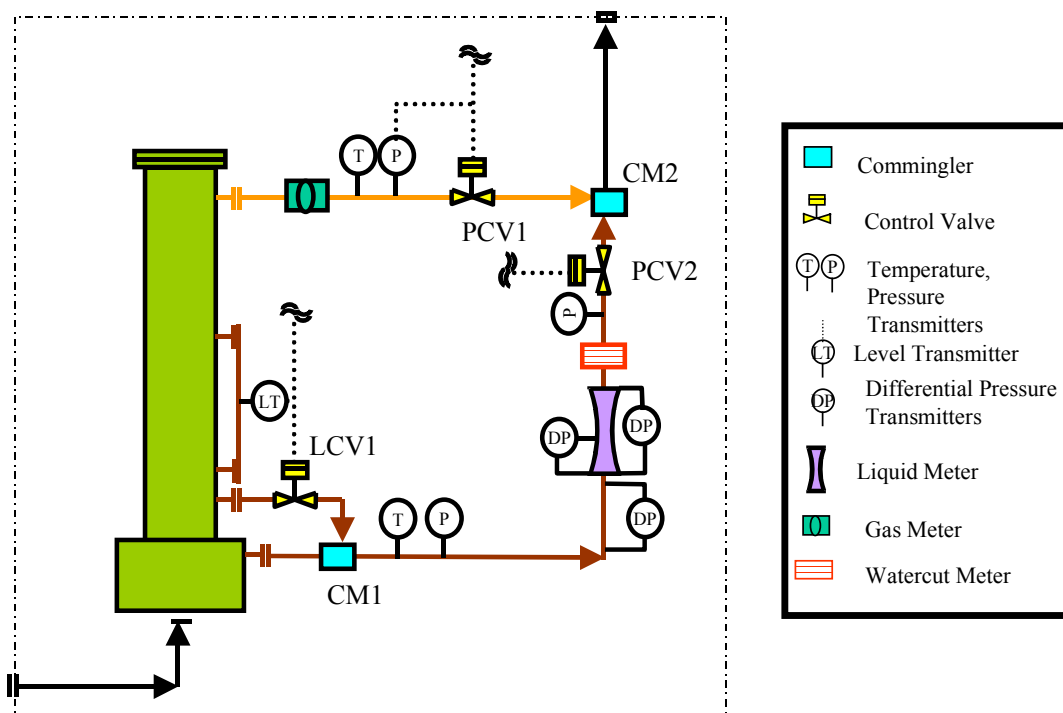 T
P
CM2
PCV1
PCV2
P
LT
LCV1
DP
DP
DP
T
P
CM1
Commingler
Control Valve
T P
Temperature,
Pressure
Transmitters
LT Level Transmitter
Differential Pressure
DP
Transmitters
Liquid Meter
Gas Meter
Watercut Meter